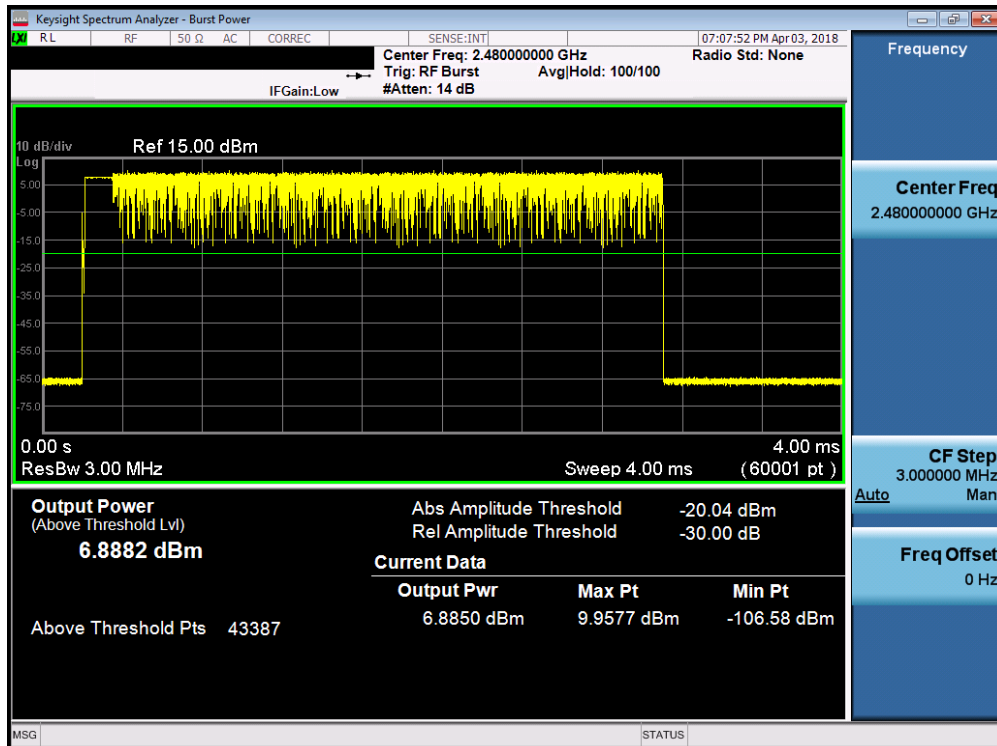 Keysight Spectrum Analyzer - Burst Power
LXI RL RF 50 Ω AC CORREC SENSE:INT 07:07:52 PM Apr 03, 2018
Center Freq: 2.480000000 GHz Radio Std: None
Trig: RF Burst Avg|Hold: 100/100
IFGain:Low #Atten: 14 dB
Frequency
10 dB/div Ref 15.00 dBm
Log
5.00
-5.00
-15.0
-25.0
-35.0
-45.0
-55.0
-65.0
-75.0
0.00 s 4.00 ms
ResBw 3.00 MHz Sweep 4.00 ms (60001 pt )
Output Power
(Above Threshold Lvl)
6.8882 dBm
Above Threshold Pts 43387
Abs Amplitude Threshold -20.04 dBm
Rel Amplitude Threshold -30.00 dB
Current Data
Output Pwr Max Pt Min Pt
6.8850 dBm 9.9577 dBm -106.58 dBm
Center Freq
2.480000000 GHz
CF Step
3.000000 MHz
Auto Man
Freq Offset
0 Hz
MSG STATUS